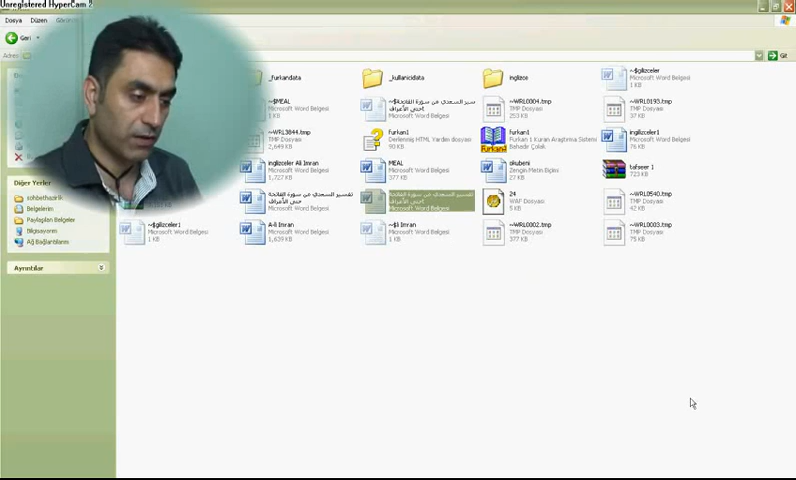 Unregistered HyperCam 2
Dosya Düzen
Geri
Git
_furkandata
_kullanicidata
ingilizce
~$gilizceler
Microsoft Word Belgesi
1 KB
~$MEAL
Microsoft Word Belgesi
1 KB
Microsoft Word Belgesi
~WRL0004.tmp
TMP Dosyası
253 KB
~WRL0193.tmp
TMP Dosyası
37 KB
~WRL3844.tmp
TMP Dosyası
2,649 KB
furkan1
Derlenmiş HTML Yardım dosyası
90 KB
furkan1
Furkan 1 Kuran Araştırma Sistemi
Bahadır Çolak
ingilizceler1
Microsoft Word Belgesi
76 KB
ingilizceler Ali Imran
Microsoft Word Belgesi
1,727 KB
MEAL
Microsoft Word Belgesi
377 KB
okubeni
Zengin Metin Biçimi
27 KB
tafseer 1
723 KB
Diğer Yerler
sohbethazirlik
Belgelerim
Paylaşılan Belgeler
Bilgisayarım
Ağ Bağlantılarım
تفسير السعدي من سورة الفاتحة
حتى الأعراف
Microsoft Word Belgesi
تفسير السعدي من سورة الفاتحة
حتى الأعراف
Microsoft Word Belgesi
24
WAP Dosyası
5 KB
~WRL0540.tmp
TMP Dosyası
42 KB
~$gilizceler1
Microsoft Word Belgesi
1 KB
A-li Imran
Microsoft Word Belgesi
1,639 KB
~$li Imran
Microsoft Word Belgesi
1 KB
~WRL0002.tmp
TMP Dosyası
377 KB
~WRL0003.tmp
TMP Dosyası
75 KB
Ayrıntılar